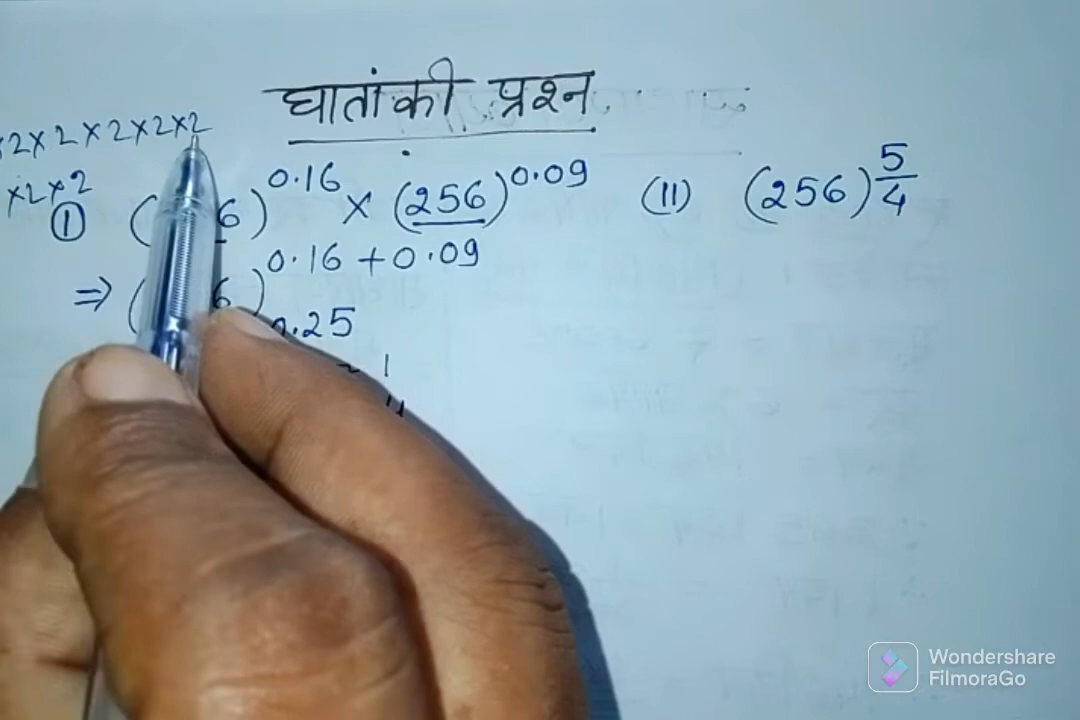 घातांकी प्रश्न
2 × 2 × 2 × 2 × 2
× 2 × 2
① ( 6)^0.16 × (256)^0.09 (II) (256)^5/4
⇒ ( 6)^0.16 + 0.09
.25
1
Wondershare
FilmoraGo